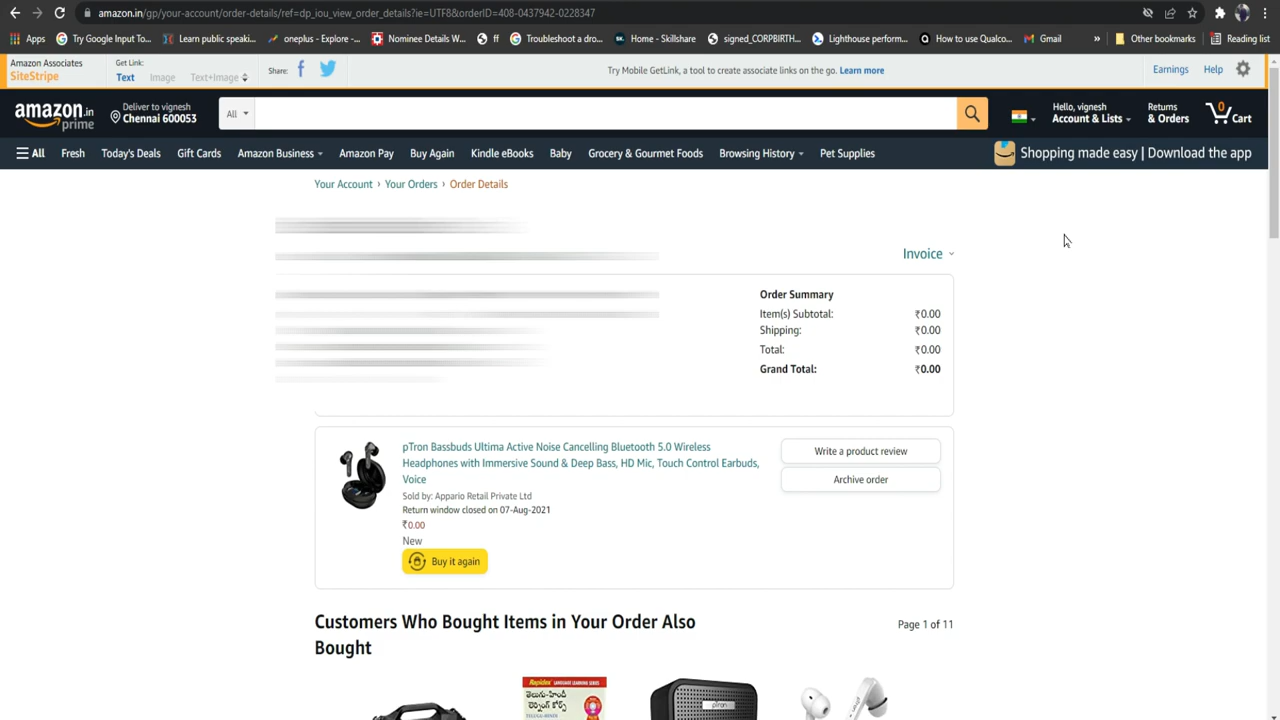 amazon.in/gp/your-account/order-details/ref=dp_iou_view_order_details?ie=UTF8&orderID=408-0437942-0228347
Apps Try Google Input To... Learn public speaki... oneplus - Explore -... Nominee Details W... ff Troubleshoot a dro... Home - Skillshare signed_CORPBIRTH... Lighthouse perform... How to use Qualco... Gmail » Other bookmarks Reading list
Amazon Associates
SiteStripe
Get Link:
Text Image Text+Image
Share:
Try Mobile GetLink, a tool to create associate links on the go. Learn more
Earnings Help
amazon.in
prime
Deliver to vignesh
Chennai 600053
All
Hello, vignesh
Account & Lists
Returns
& Orders
0
Cart
All Fresh Today's Deals Gift Cards Amazon Business Amazon Pay Buy Again Kindle eBooks Baby Grocery & Gourmet Foods Browsing History Pet Supplies Shopping made easy | Download the app
Your Account › Your Orders › Order Details
Invoice
Order Summary
Item(s) Subtotal: ₹0.00
Shipping: ₹0.00
Total: ₹0.00
Grand Total: ₹0.00
pTron Bassbuds Ultima Active Noise Cancelling Bluetooth 5.0 Wireless
Headphones with Immersive Sound & Deep Bass, HD Mic, Touch Control Earbuds,
Voice
Sold by: Appario Retail Private Ltd
Return window closed on 07-Aug-2021
₹0.00
New
Buy it again
Write a product review
Archive order
Customers Who Bought Items in Your Order Also
Bought
Page 1 of 11
Rapidex LANGUAGE LEARNING SERIES
తెలుగు-హిందీ
pTron